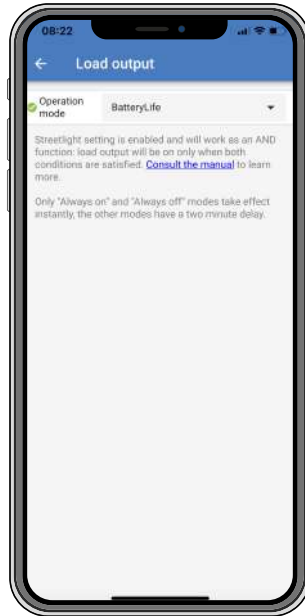 08:22
Load output
Operation
mode
BatteryLife
Streetlight setting is enabled and will work as an AND
function: load output will be on only when both
conditions are satisfied. Consult the manual to learn
more.
Only "Always on" and "Always off" modes take effect
instantly, the other modes have a two minute delay.